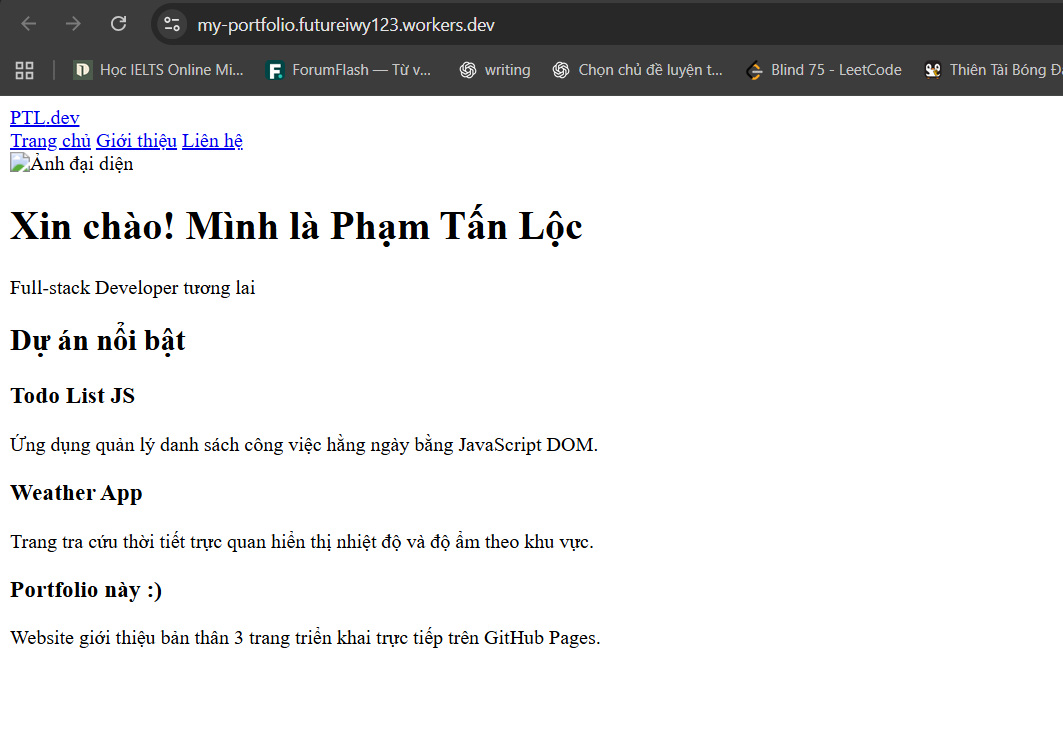 my-portfolio.futureiwy123.workers.dev
Học IELTS Online Mi... ForumFlash — Từ v... writing Chọn chủ đề luyện t... Blind 75 - LeetCode Thiên Tài Bóng Đ
PTL.dev
Trang chủ Giới thiệu Liên hệ
Ảnh đại diện
Xin chào! Mình là Phạm Tấn Lộc
Full-stack Developer tương lai
Dự án nổi bật
Todo List JS
Ứng dụng quản lý danh sách công việc hằng ngày bằng JavaScript DOM.
Weather App
Trang tra cứu thời tiết trực quan hiển thị nhiệt độ và độ ẩm theo khu vực.
Portfolio này :)
Website giới thiệu bản thân 3 trang triển khai trực tiếp trên GitHub Pages.